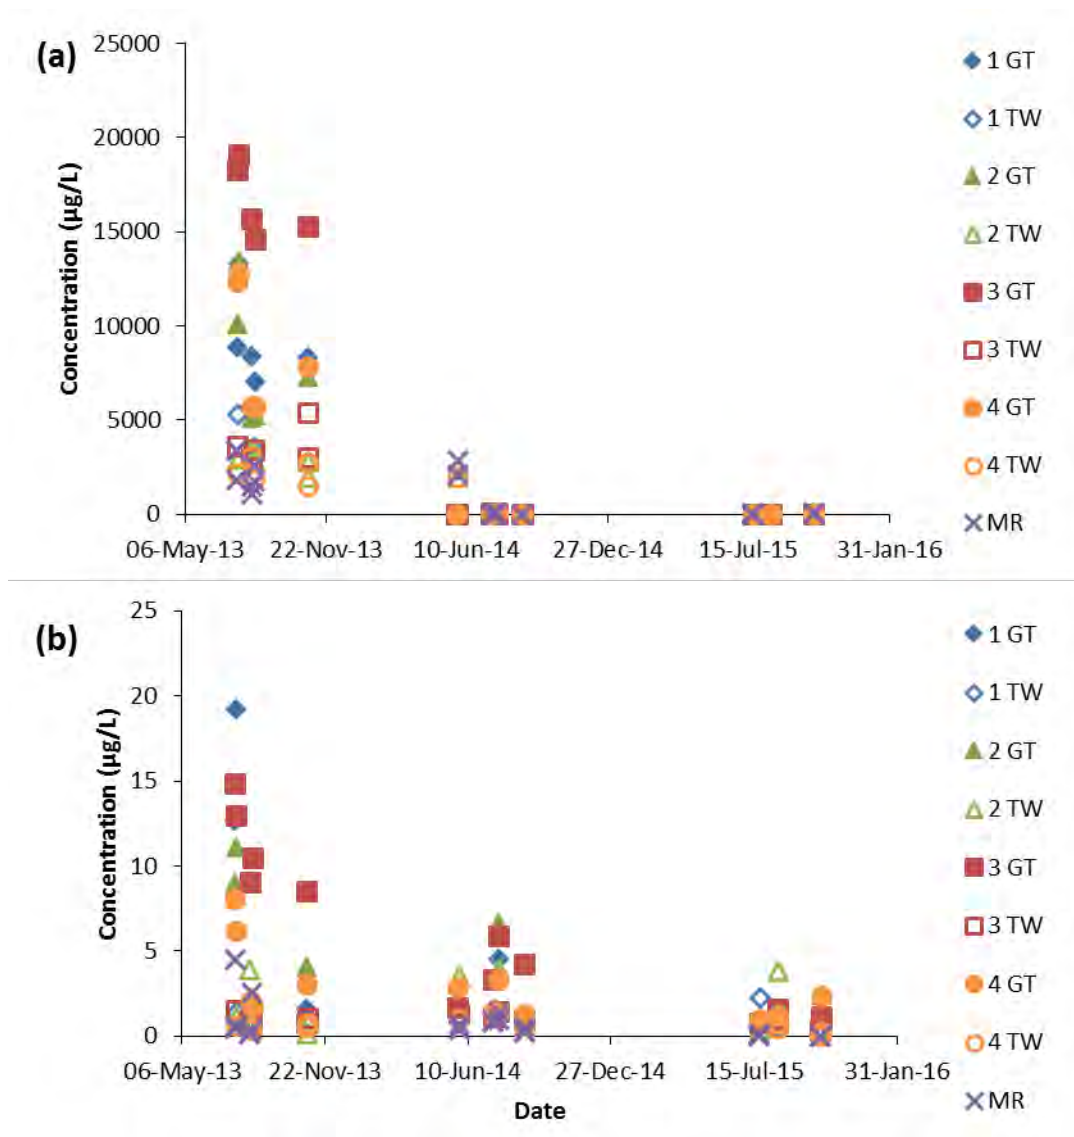 (a)
Concentration (µg/L)
25000
20000
15000
10000
5000
0
06-May-13 22-Nov-13 10-Jun-14 27-Dec-14 15-Jul-15 31-Jan-16
1 GT
1 TW
2 GT
2 TW
3 GT
3 TW
4 GT
4 TW
MR
(b)
Concentration (µg/L)
25
20
15
10
5
0
06-May-13 22-Nov-13 10-Jun-14 27-Dec-14 15-Jul-15 31-Jan-16
Date
1 GT
1 TW
2 GT
2 TW
3 GT
3 TW
4 GT
4 TW
MR